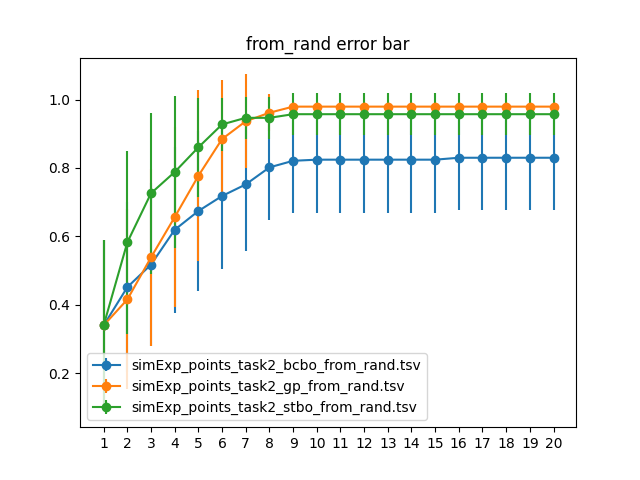 from_rand error bar
1.0
0.8
0.6
0.4
0.2
simExp_points_task2_bcbo_from_rand.tsv
simExp_points_task2_gp_from_rand.tsv
simExp_points_task2_stbo_from_rand.tsv
1 2 3 4 5 6 7 8 9 10 11 12 13 14 15 16 17 18 19 20